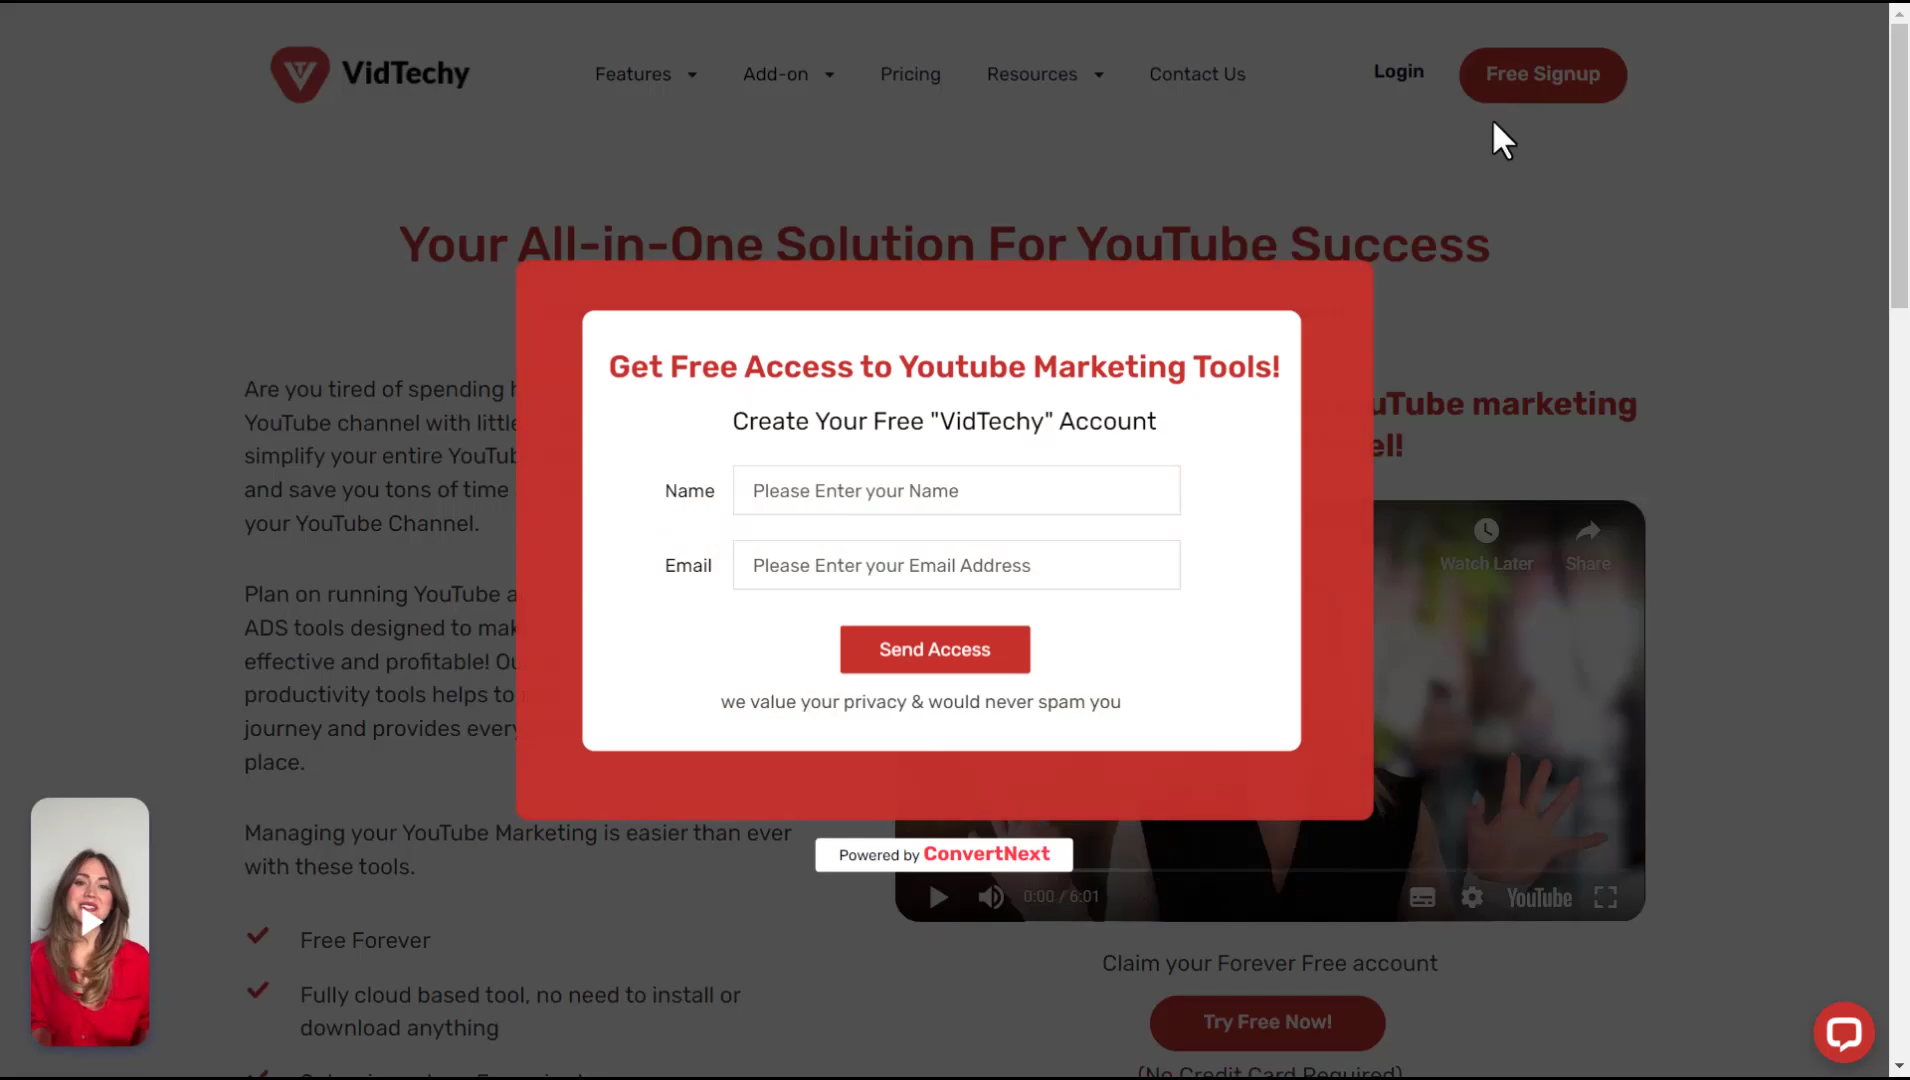 VidTechy
Features
Add-on
Pricing
Resources
Contact Us
Login
Free Signup
Your All-in-One Solution For YouTube Success
Get Free Access to Youtube Marketing Tools!
Create Your Free "VidTechy" Account
Name
Please Enter your Name
Email
Please Enter your Email Address
Send Access
we value your privacy & would never spam you
Powered by ConvertNext
Are you tired of spending
YouTube channel with
simplify your entire
and save you tons of time
your YouTube Channel.
Plan on running YouTube
ADS tools designed to
effective and profitable!
productivity tools helps to
journey and provides
place.
Managing your YouTube Marketing is easier than ever
with these tools.
Free Forever
Fully cloud based tool, no need to install or
download anything
marketing
Watch Later
Share
0:00 / 6:01
YouTube
Claim your Forever Free account
Try Free Now!
(No Credit Card Required)